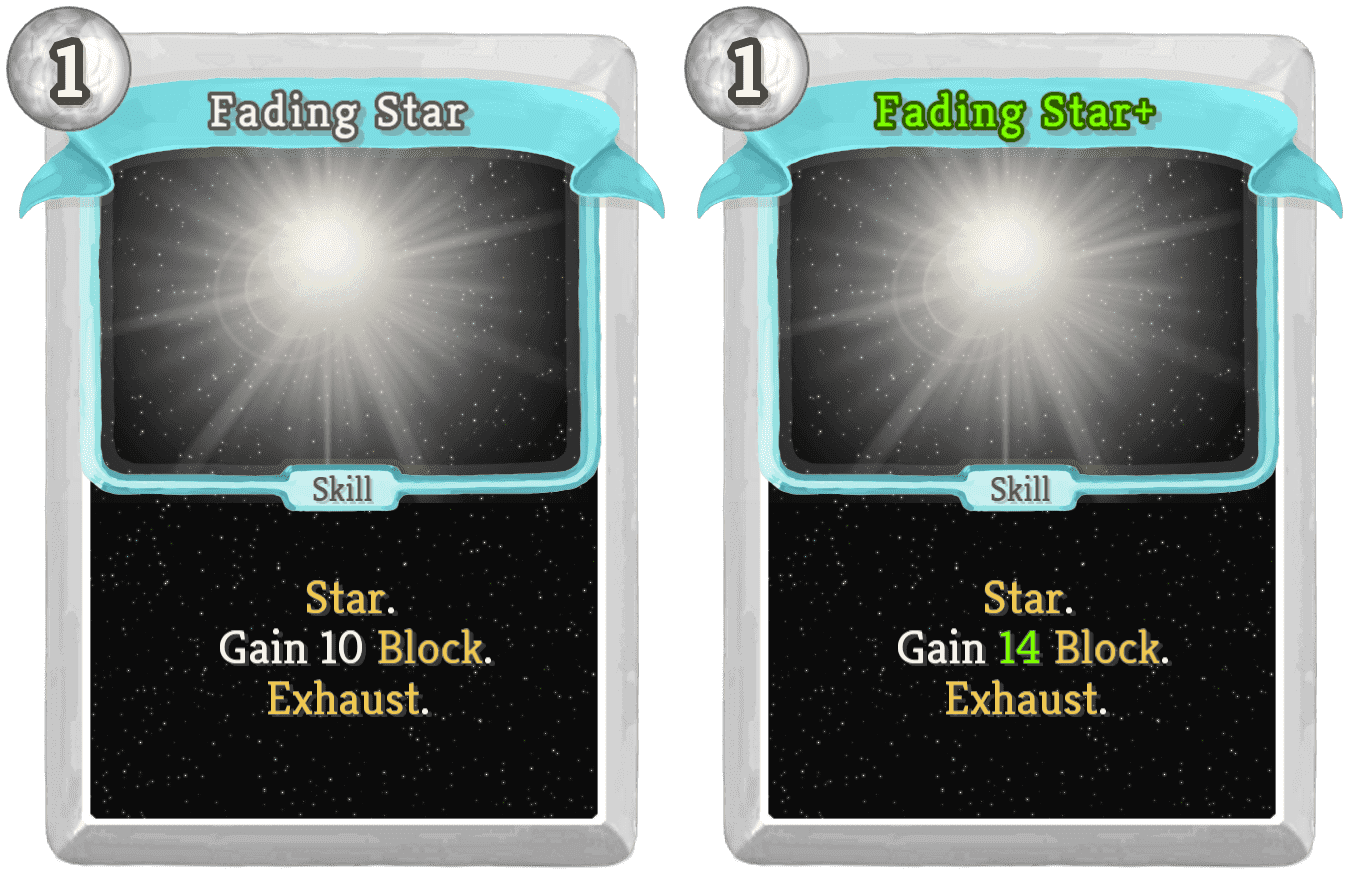 1
Fading Star
Skill
Star.
Gain 10 Block.
Exhaust.
1
Fading Star+
Skill
Star.
Gain 14 Block.
Exhaust.